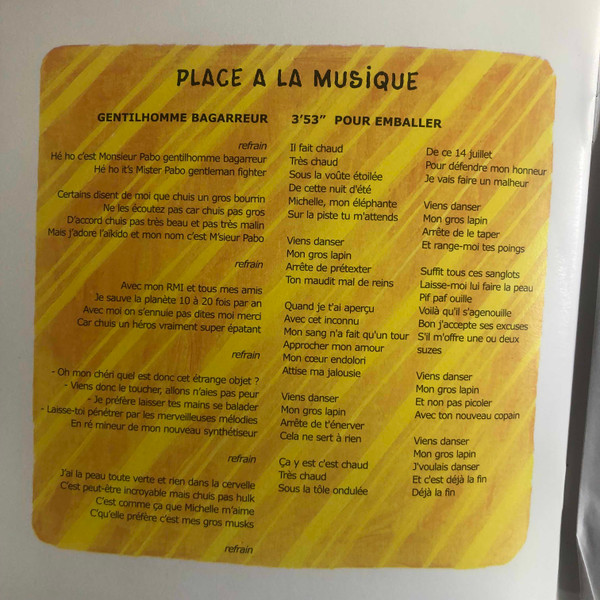 PLACE A LA MUSIQUE
GENTILHOMME BAGARREUR
refrain
Hé ho c'est Monsieur Pabo gentilhomme bagarreur
Hé ho it's Mister Pabo gentleman fighter
Certains disent de moi que chuis un gros bourrin
Ne les écoutez pas car chuis pas gros
D'accord chuis pas très beau et pas très malin
Mais j'adore l'aïkido et mon nom c'est M'sieur Pabo
refrain
Avec mon RMI et tous mes amis
Je sauve la planète 10 à 20 fois par an
Avec moi on s'ennuie pas dites moi merci
Car chuis un héros vraiment super épatant
refrain
- Oh mon chéri quel est donc cet étrange objet ?
- Viens donc le toucher, allons n'aies pas peur
- Je préfère laisser tes mains se balader
- Laisse-toi pénétrer par les merveilleuses mélodies
En ré mineur de mon nouveau synthétiseur
refrain
J'ai la peau toute verte et rien dans la cervelle
C'est peut-être incroyable mais chuis pas hulk
C'est comme ça que Michelle m'aime
C'qu'elle préfère c'est mes gros musks
refrain
3'53" POUR EMBALLER
Il fait chaud
Très chaud
Sous la voûte étoilée
De cette nuit d'été
Michelle, mon éléphante
Sur la piste tu m'attends
Viens danser
Mon gros lapin
Arrête de prétexter
Ton maudit mal de reins
Quand je t'ai aperçu
Avec cet inconnu
Mon sang n'a fait qu'un tour
Approcher mon amour
Mon cœur endolori
Attise ma jalousie
Viens danser
Mon gros lapin
Arrête de t'énerver
Cela ne sert à rien
Ça y est c'est chaud
Très chaud
Sous la tôle ondulée
De ce 14 juillet
Pour défendre mon honneur
Je vais faire un malheur
Viens danser
Mon gros lapin
Arrête de le taper
Et range-moi tes poings
Suffit tous ces sanglots
Laisse-moi lui faire la peau
Pif paf ouille
Voilà qu'il s'agenouille
Bon j'accepte ses excuses
S'il m'offre une ou deux
suzes
Viens danser
Mon gros lapin
Et non pas picoler
Avec ton nouveau copain
Viens danser
Mon gros lapin
J'voulais danser
Et c'est déjà la fin
Déjà la fin